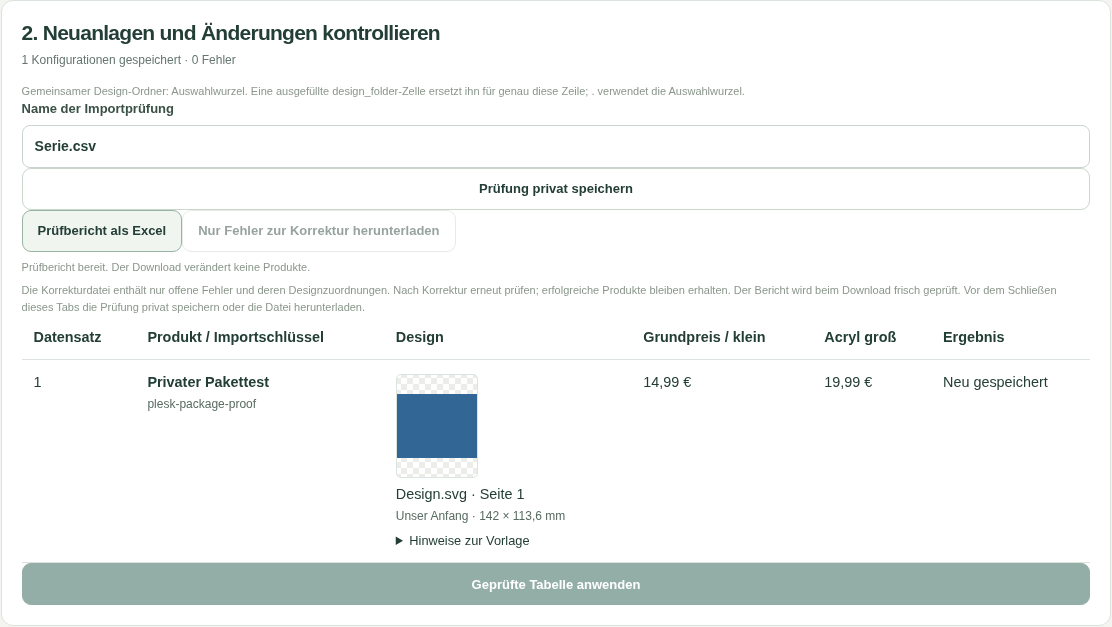 2. Neuanlagen und Änderungen kontrollieren
1 Konfigurationen gespeichert · 0 Fehler
Gemeinsamer Design-Ordner: Auswahlwurzel. Eine ausgefüllte design_folder-Zelle ersetzt ihn für genau diese Zeile; . verwendet die Auswahlwurzel.
Name der Importprüfung
Serie.csv
Prüfung privat speichern
Prüfbericht als Excel Nur Fehler zur Korrektur herunterladen
Prüfbericht bereit. Der Download verändert keine Produkte.
Die Korrekturdatei enthält nur offene Fehler und deren Designzuordnungen. Nach Korrektur erneut prüfen; erfolgreiche Produkte bleiben erhalten. Der Bericht wird beim Download frisch geprüft. Vor dem Schließen
dieses Tabs die Prüfung privat speichern oder die Datei herunterladen.
Datensatz Produkt / Importschlüssel Design Grundpreis / klein Acryl groß Ergebnis
1 Privater Pakettest 14,99 € 19,99 € Neu gespeichert
plesk-package-proof
Design.svg · Seite 1
Unser Anfang · 142 × 113,6 mm
Hinweise zur Vorlage
Geprüfte Tabelle anwenden